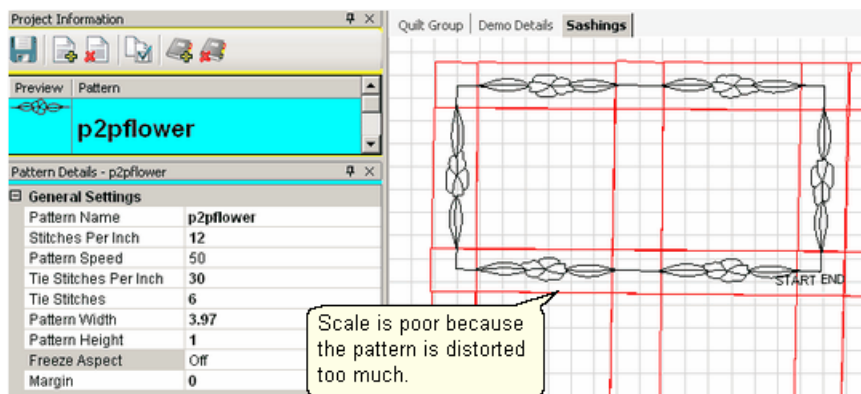 Project Information
Quilt Group Demo Details Sashings
Preview Pattern
p2pflower
Pattern Details - p2pflower
General Settings
Pattern Name p2pflower
Stitches Per Inch 12
Pattern Speed 50
Tie Stitches Per Inch 30
Tie Stitches 6
Pattern Width 3.97
Pattern Height 1
Freeze Aspect Off
Margin 0
START END
Scale is poor because
the pattern is distorted
too much.